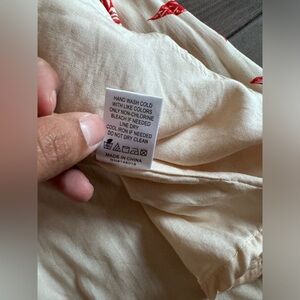 HAND WASH COLD
WITH LIKE COLORS
ONLY NON-CHLORINE
BLEACH IF NEEDED
LINE DRY
COOL IRON IF NEEDED
DO NOT DRY CLEAN
MADE IN CHINA